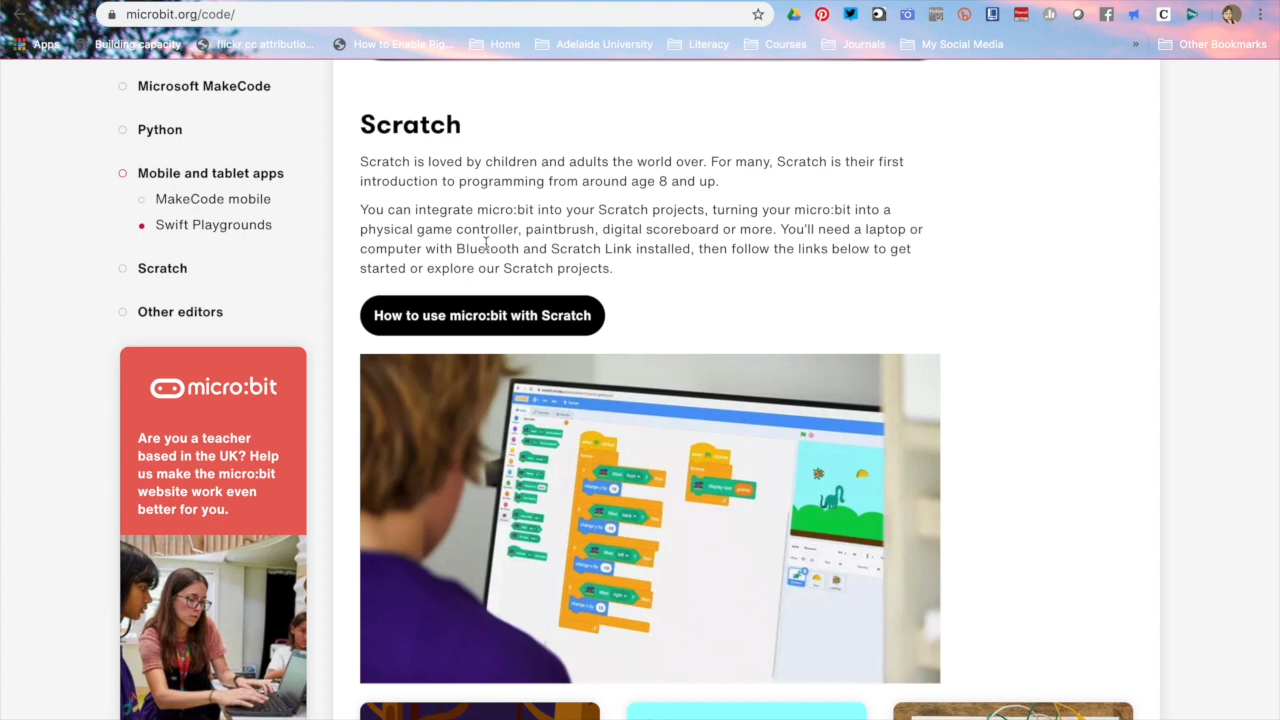 microbit.org/code/
Apps
Building capacity
flickr cc attributio...
How to Enable Rig...
Home
Adelaide University
Literacy
Courses
Journals
My Social Media
»
Other Bookmarks
Microsoft MakeCode
Python
Mobile and tablet apps
MakeCode mobile
Swift Playgrounds
Scratch
Other editors
micro:bit
Are you a teacher
based in the UK? Help
us make the micro:bit
website work even
better for you.
Scratch
Scratch is loved by children and adults the world over. For many, Scratch is their first
introduction to programming from around age 8 and up.
You can integrate micro:bit into your Scratch projects, turning your micro:bit into a
physical game controller, paintbrush, digital scoreboard or more. You'll need a laptop or
computer with Bluetooth and Scratch Link installed, then follow the links below to get
started or explore our Scratch projects.
How to use micro:bit with Scratch